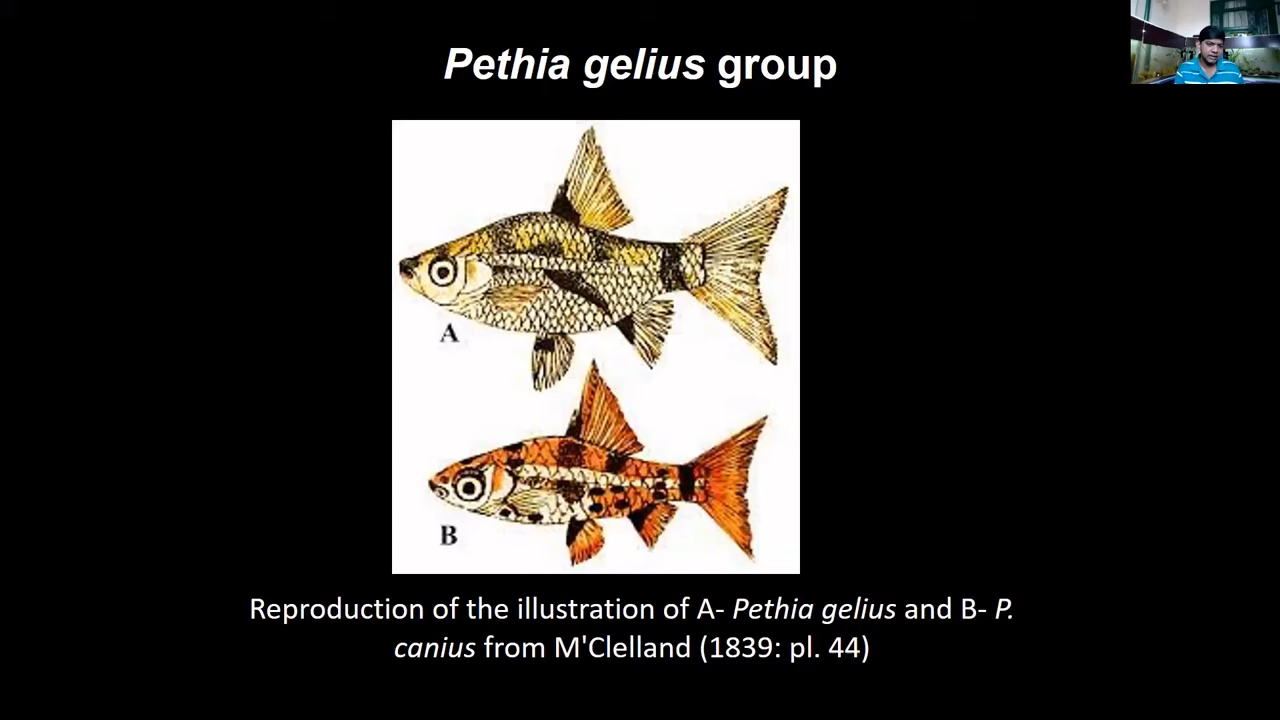 Pethia gelius group
A
B
Reproduction of the illustration of A- Pethia gelius and B- P.
canius from M'Clelland (1839: pl. 44)